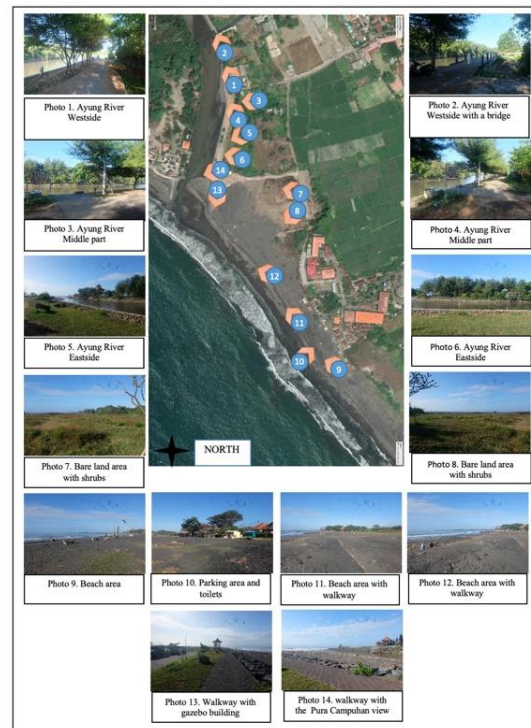 2
1
3
4
5
6
14
13
7
8
12
11
10
9
NORTH
Photo 1. Ayung River
Westside
Photo 2. Ayung River
Westside with a bridge
Photo 3. Ayung River
Middle part
Photo 4. Ayung River
Middle part
Photo 5. Ayung River
Eastside
Photo 6. Ayung River
Eastside
Photo 7. Bare land area
with shrubs
Photo 8. Bare land area
with shrubs
Photo 9. Beach area
Photo 10. Parking area and
toilets
Photo 11. Beach area with
walkway
Photo 12. Beach area with
walkway
Photo 13. Walkway with
gazebo building
Photo 14. walkway with
the Pura Campuhan view